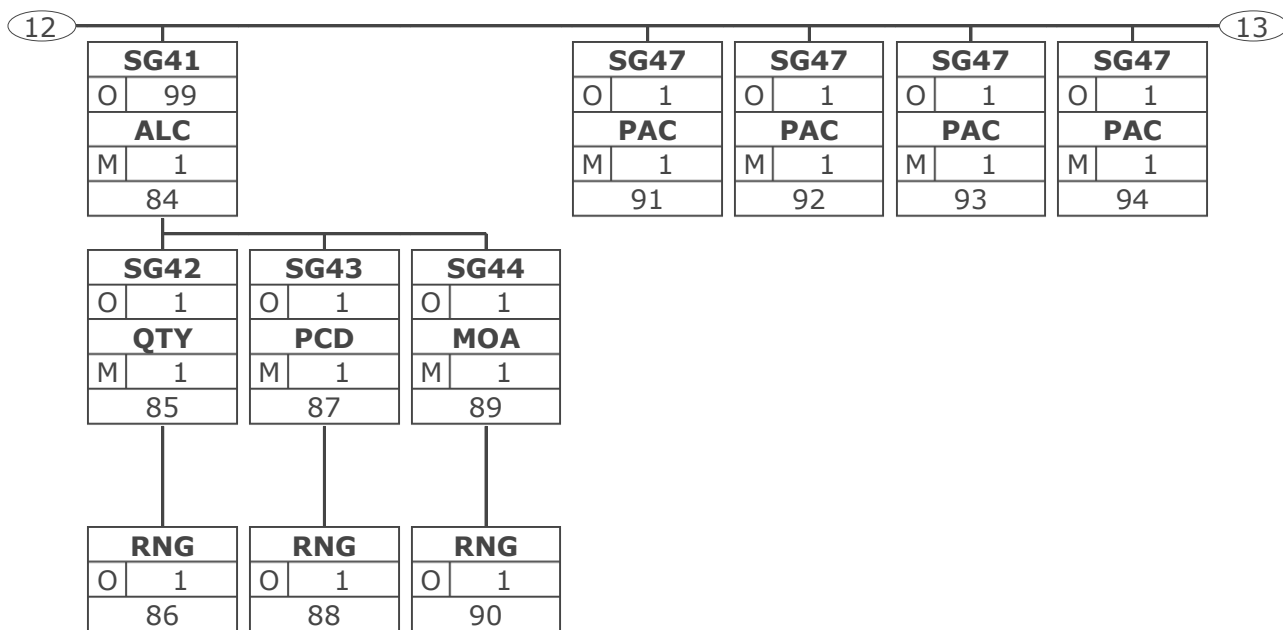 12
13
SG41
O 99
ALC
M 1
84
SG47
O 1
PAC
M 1
91
SG47
O 1
PAC
M 1
92
SG47
O 1
PAC
M 1
93
SG47
O 1
PAC
M 1
94
SG42
O 1
QTY
M 1
85
SG43
O 1
PCD
M 1
87
SG44
O 1
MOA
M 1
89
RNG
O 1
86
RNG
O 1
88
RNG
O 1
90